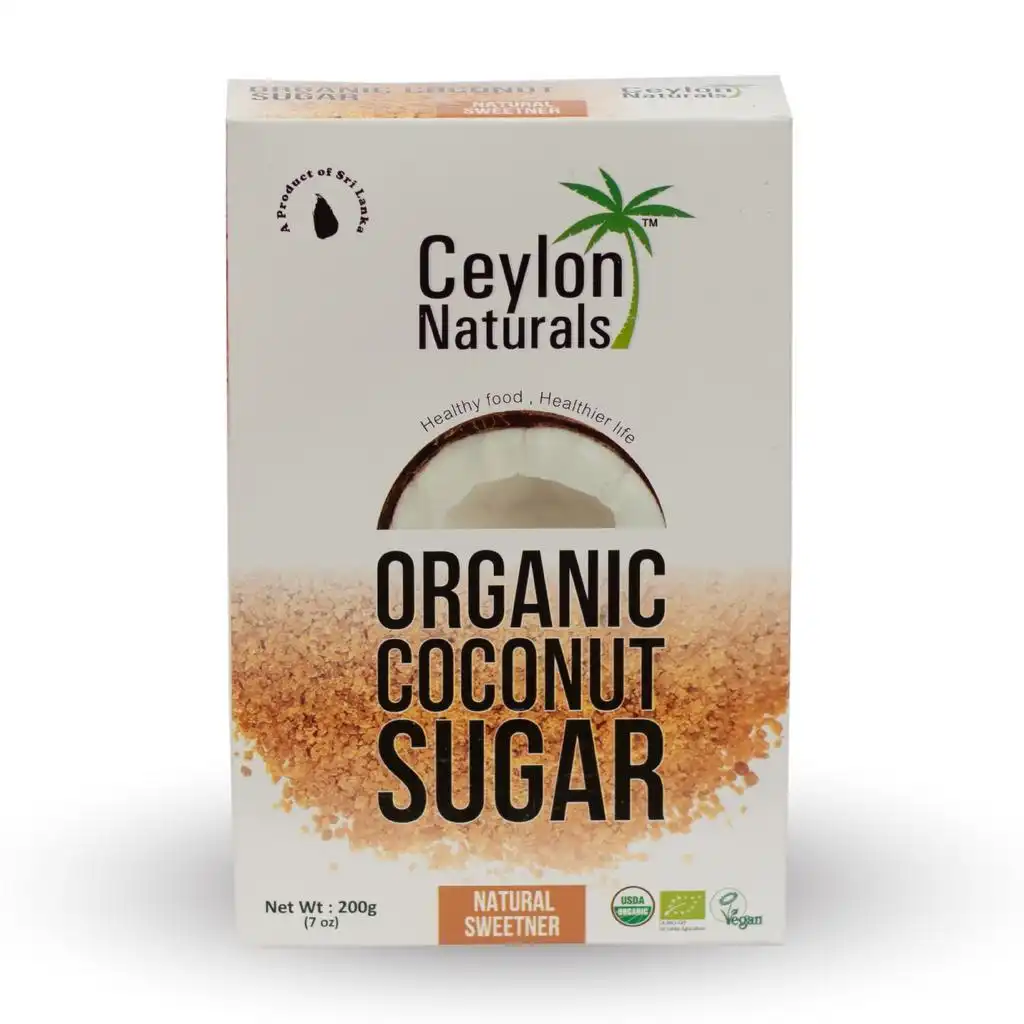 ORGANIC COCONUT
SUGAR
NATURAL
SWEETNER
Ceylon
Naturals
A Product of Sri Lanka
Ceylon
Naturals
TM
Healthy food , Healthier life
ORGANIC
COCONUT
SUGAR
Net Wt : 200g
(7 oz)
NATURAL
SWEETNER
USDA
ORGANIC
Vegan